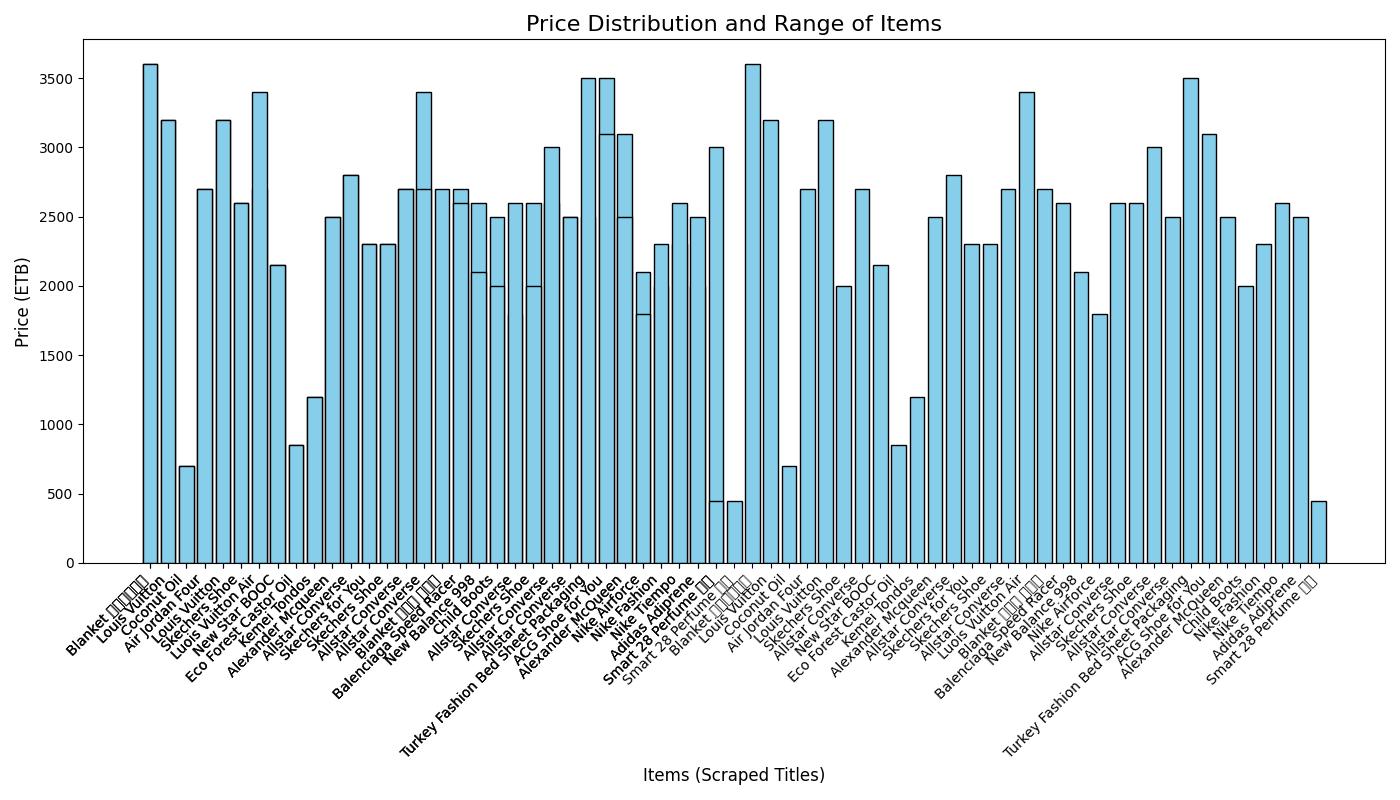 Price Distribution and Range of Items
Price (ETB)
3500
3000
2500
2000
1500
1000
500
0
Blanket
Louis Vuitton
Coconut Oil
Air Jordan Four
Louis Vuitton
Skechers Shoe
Luois Vuitton Air
New Star BOOC
Eco Forest Castor Oil
Kemei Tondos
Alexander Mcqueen
Allstar Converse
Skechers for You
Skechers Shoe
Allstar Converse
Allstar Converse
Blanket
Balenciaga Speed Racer
New Balance 998
Child Boots
Allstar Converse
Skechers Shoe
Allstar Converse
Allstar Converse
Turkey Fashion Bed Sheet Packaging
ACG Shoe for You
Alexander McQueen
Nike Airforce
Nike Fashion
Nike Tiempo
Adidas Adiprene
Smart 28 Perfume
Smart 28 Perfume
Blanket
Louis Vuitton
Coconut Oil
Air Jordan Four
Louis Vuitton
Skechers Shoe
Allstar Converse
New Star BOOC
Eco Forest Castor Oil
Kemei Tondos
Alexander Mcqueen
Allstar Converse
Skechers for You
Skechers Shoe
Allstar Converse
Luois Vuitton Air
Blanket
Balenciaga Speed Racer
New Balance 998
Nike Airforce
Allstar Converse
Skechers Shoe
Allstar Converse
Allstar Converse
Turkey Fashion Bed Sheet Packaging
ACG Shoe for You
Alexander McQueen
Child Boots
Nike Fashion
Nike Tiempo
Adidas Adiprene
Smart 28 Perfume
Items (Scraped Titles)